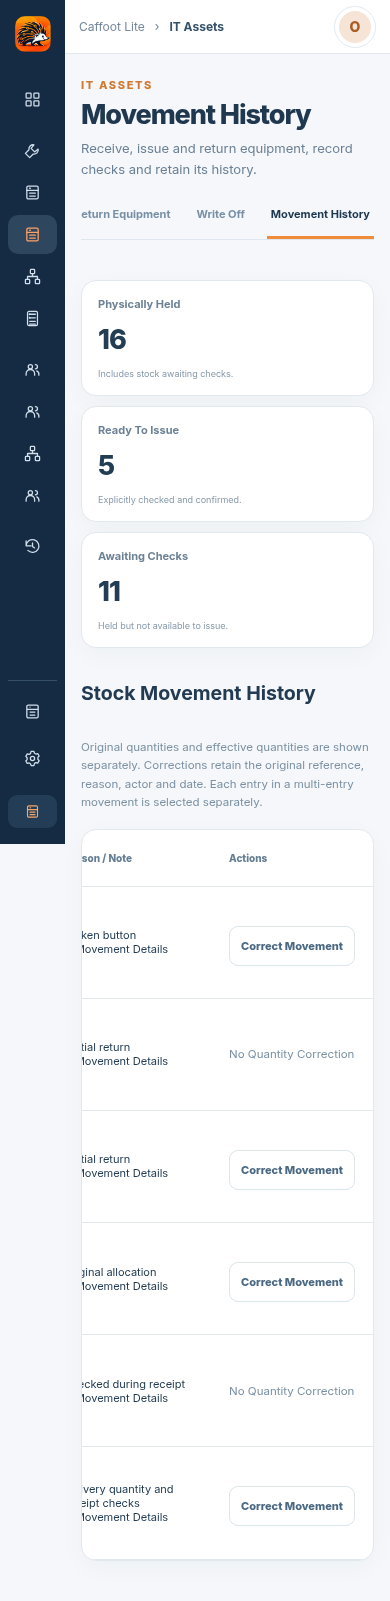 Caffoot Lite › IT Assets
O
IT ASSETS
Movement History
Receive, issue and return equipment, record
checks and retain its history.
eturn Equipment Write Off Movement History
Physically Held
16
Includes stock awaiting checks.
Ready To Issue
5
Explicitly checked and confirmed.
Awaiting Checks
11
Held but not available to issue.
Stock Movement History
Original quantities and effective quantities are shown
separately. Corrections retain the original reference,
reason, actor and date. Each entry in a multi-entry
movement is selected separately.
son / Note Actions
ken button
Movement Details
Correct Movement
tial return
Movement Details
No Quantity Correction
tial return
Movement Details
Correct Movement
ginal allocation
Movement Details
Correct Movement
ecked during receipt
Movement Details
No Quantity Correction
very quantity and
eipt checks
Movement Details
Correct Movement